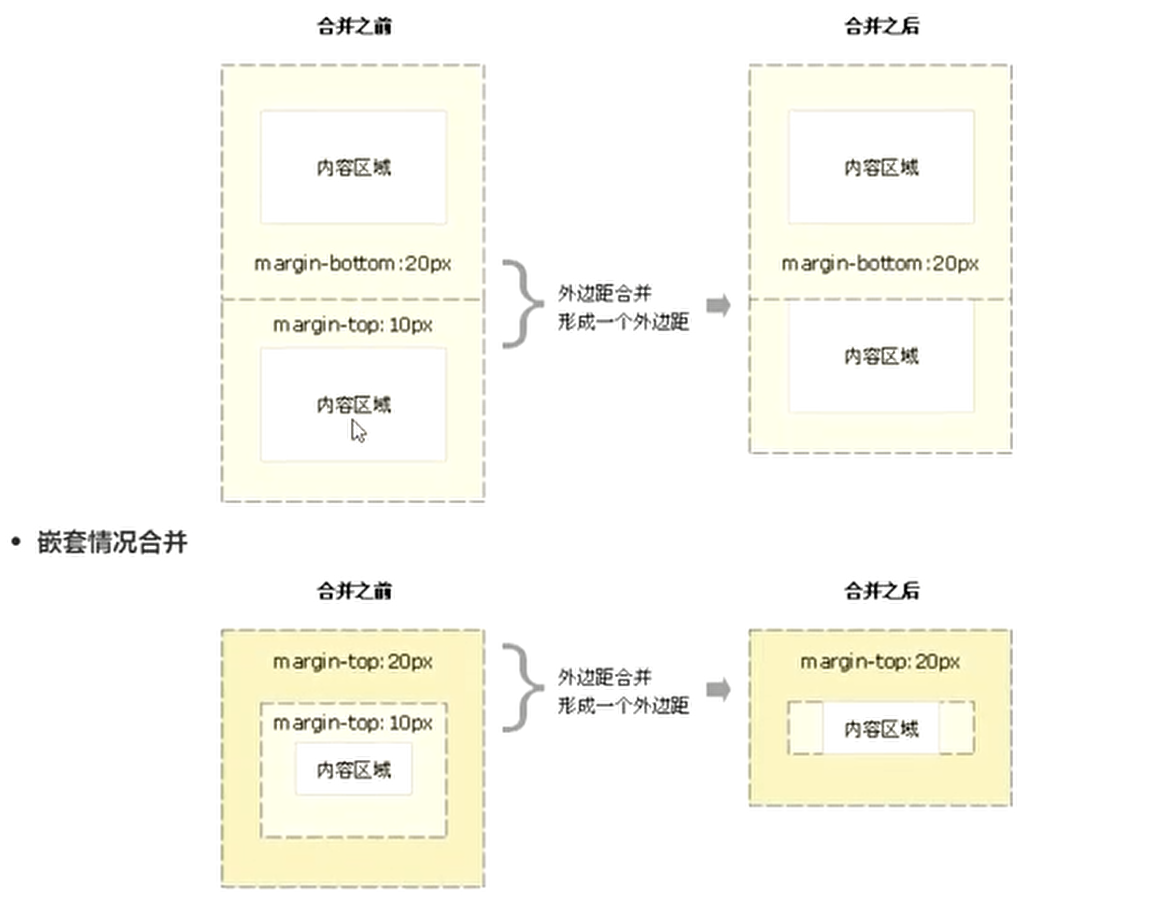 合并之前
合并之后
内容区域
内容区域
margin-bottom:20px
margin-bottom:20px
外边距合并
形成一个外边距
margin-top: 10px
内容区域
内容区域
• 嵌套情况合并
合并之前
合并之后
margin-top: 20px
margin-top: 20px
外边距合并
形成一个外边距
margin-top: 10px
内容区域
内容区域